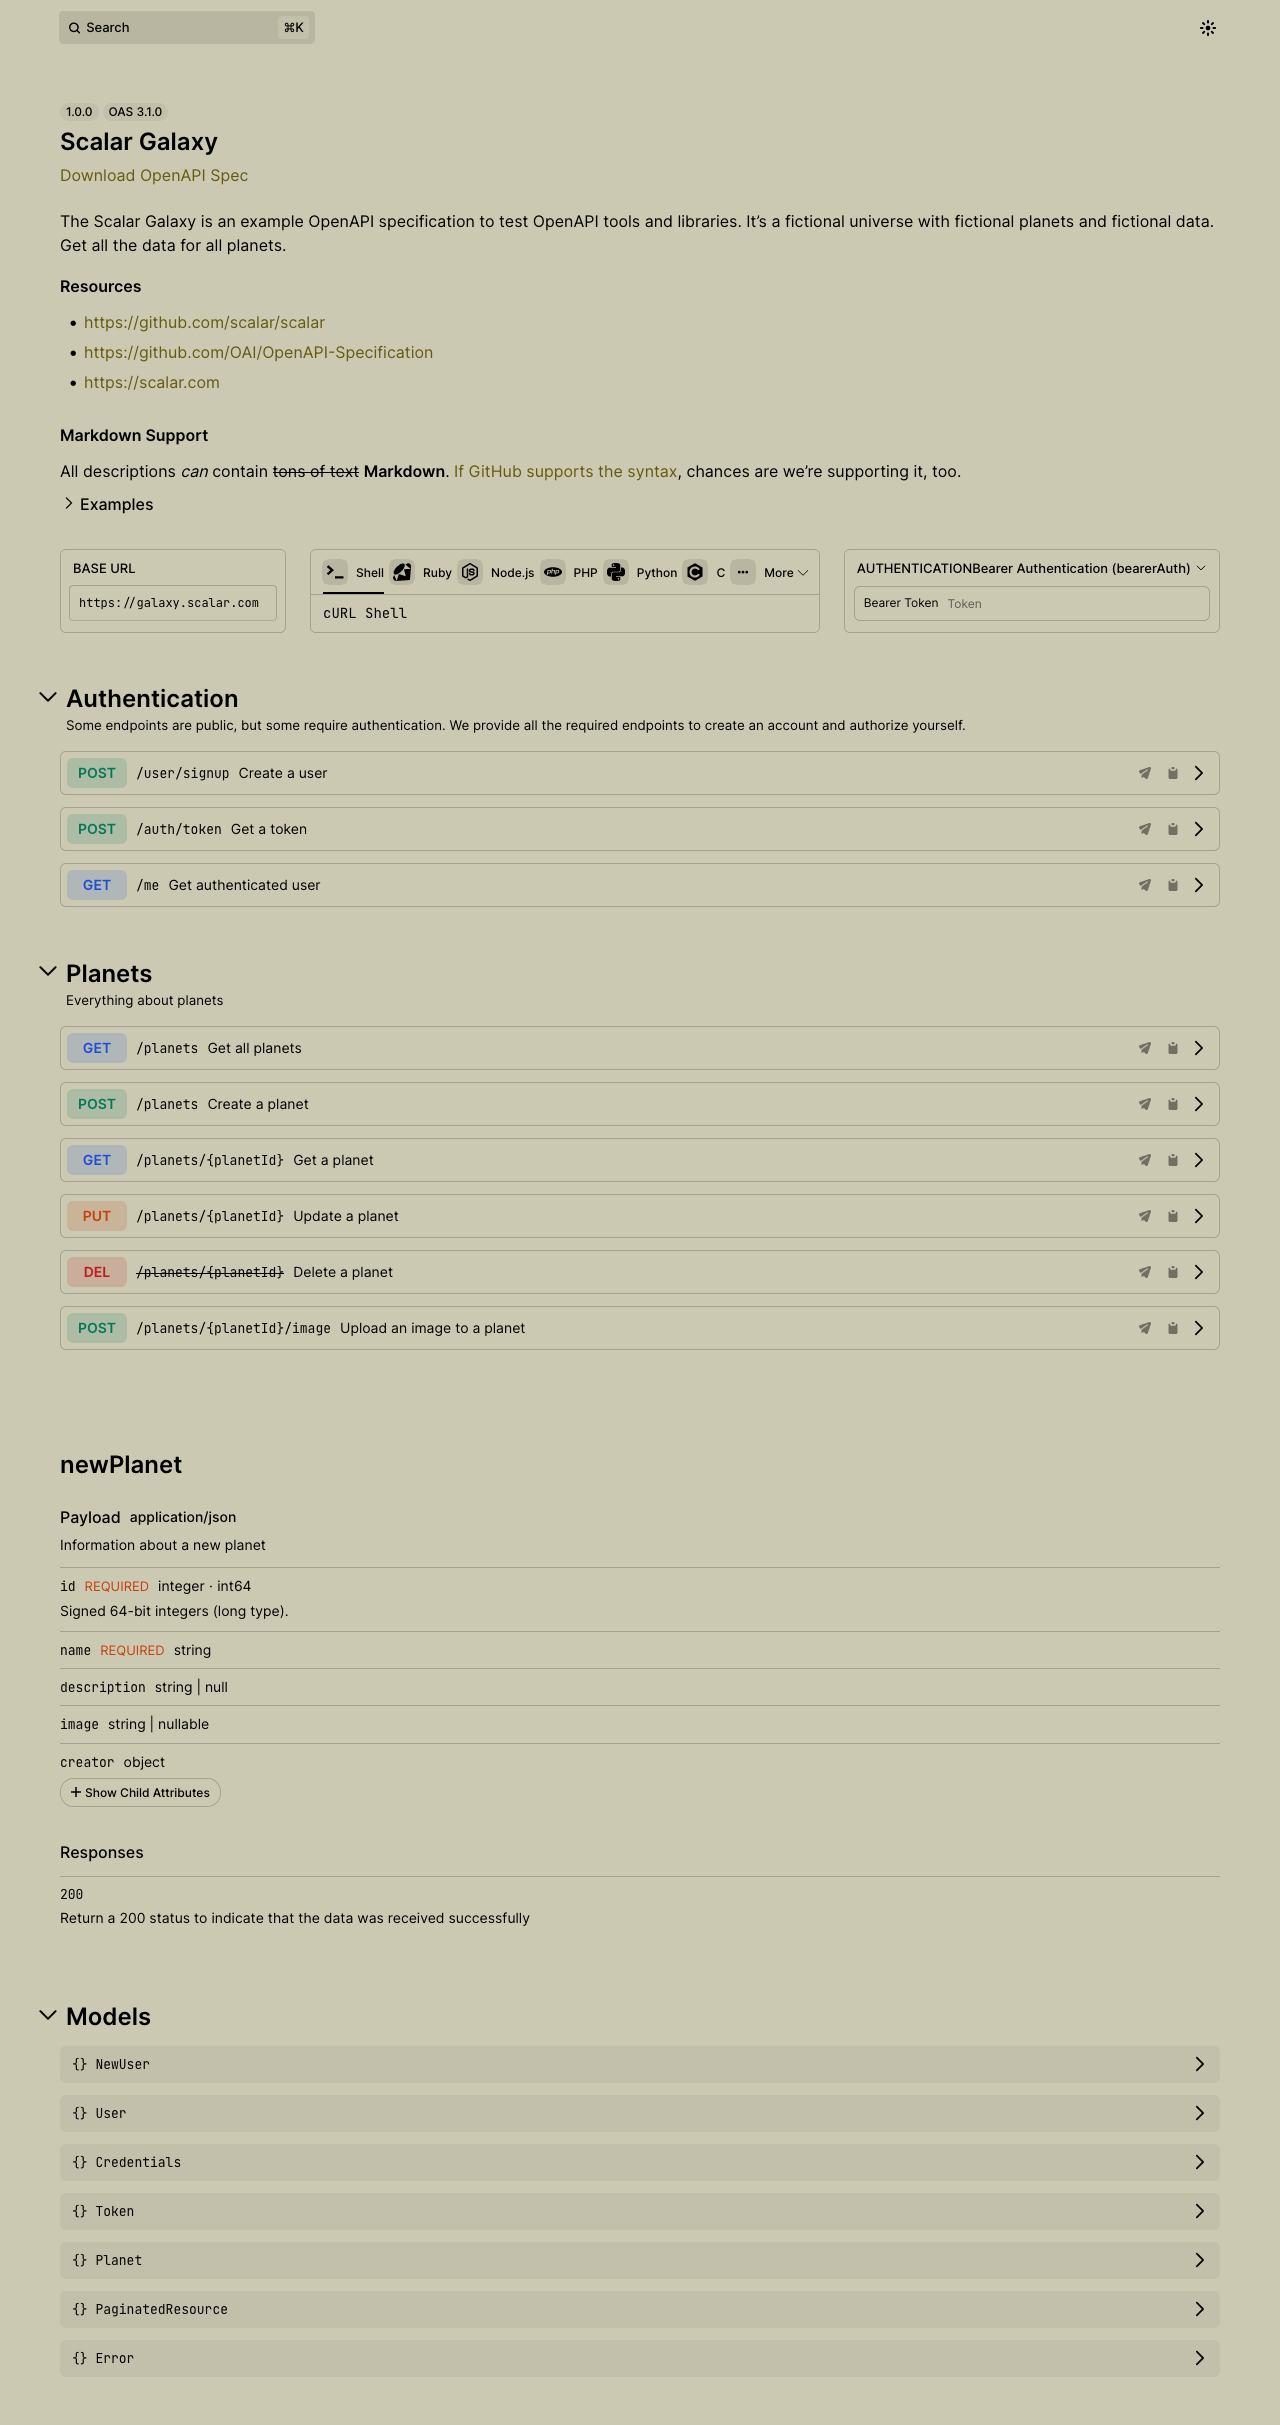 Search ⌘K
1.0.0 OAS 3.1.0
Scalar Galaxy
Download OpenAPI Spec
The Scalar Galaxy is an example OpenAPI specification to test OpenAPI tools and libraries. It’s a fictional universe with fictional planets and fictional data.
Get all the data for all planets.
Resources
• https://github.com/scalar/scalar
• https://github.com/OAI/OpenAPI-Specification
• https://scalar.com
Markdown Support
All descriptions can contain tons of text Markdown. If GitHub supports the syntax, chances are we’re supporting it, too.
Examples
BASE URL
https://galaxy.scalar.com
Shell Ruby Node.js PHP Python C More
cURL Shell
AUTHENTICATIONBearer Authentication (bearerAuth)
Bearer Token Token
Authentication
Some endpoints are public, but some require authentication. We provide all the required endpoints to create an account and authorize yourself.
POST /user/signup Create a user
POST /auth/token Get a token
GET /me Get authenticated user
Planets
Everything about planets
GET /planets Get all planets
POST /planets Create a planet
GET /planets/{planetId} Get a planet
PUT /planets/{planetId} Update a planet
DEL /planets/{planetId} Delete a planet
POST /planets/{planetId}/image Upload an image to a planet
newPlanet
Payload application/json
Information about a new planet
id REQUIRED integer · int64
Signed 64-bit integers (long type).
name REQUIRED string
description string | null
image string | nullable
creator object
+ Show Child Attributes
Responses
200
Return a 200 status to indicate that the data was received successfully
Models
{} NewUser
{} User
{} Credentials
{} Token
{} Planet
{} PaginatedResource
{} Error